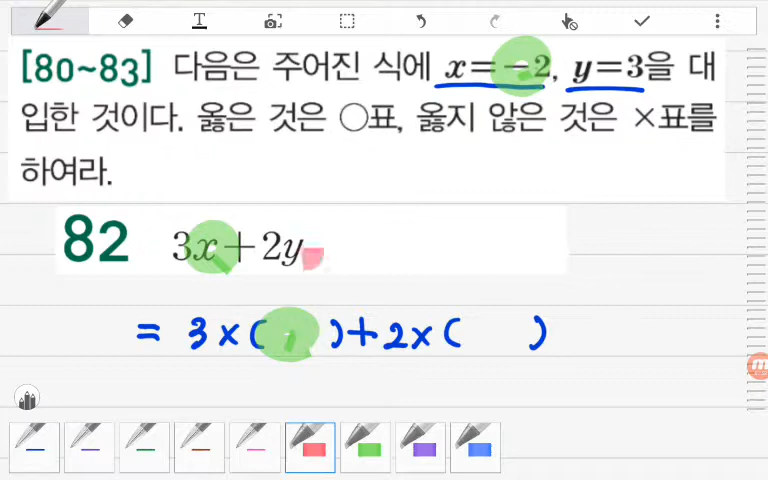 [80~83] 다음은 주어진 식에 x=-2, y=3을 대
입한 것이다. 옳은 것은 ○표, 옳지 않은 것은 ×표를
하여라.
82 3x+2y
= 3×( )+2×( )